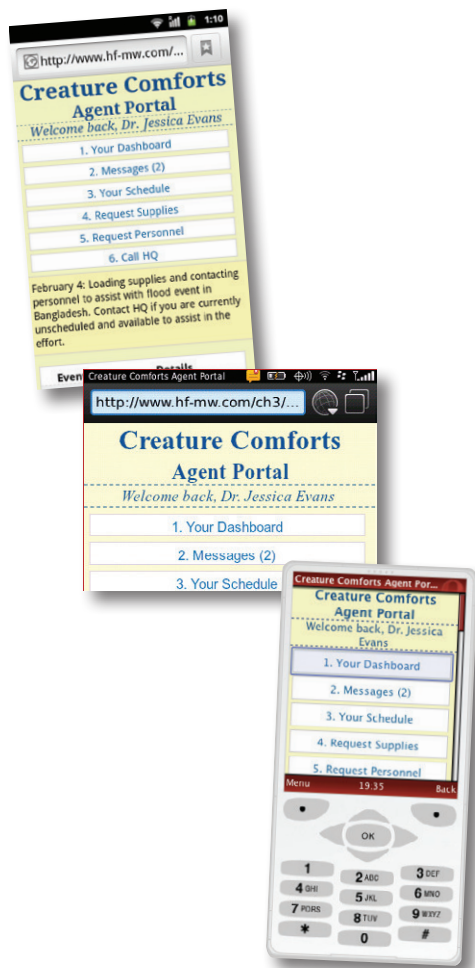 1:10
http://www.hf-mw.com/...
Creature Comforts
Agent Portal
Welcome back, Dr. Jessica Evans
1. Your Dashboard
2. Messages (2)
3. Your Schedule
4. Request Supplies
5. Request Personnel
6. Call HQ
February 4: Loading supplies and contacting
personnel to assist with flood event in
Bangladesh. Contact HQ if you are currently
unscheduled and available to assist in the
effort.
Even
Details
Creature Comforts Agent Portal
http://www.hf-mw.com/ch3/...
Creature Comforts
Agent Portal
Welcome back, Dr. Jessica Evans
1. Your Dashboard
2. Messages (2)
3. Your Schedule
Creature Comforts Agent Por...
Creature Comforts
Agent Portal
Welcome back, Dr. Jessica
Evans
1. Your Dashboard
2. Messages (2)
3. Your Schedule
4. Request Supplies
5. Request Personnel
Menu 19.35 Back
OK
1 2 ABC 3 DEF
4 GHI 5 JKL 6 MNO
7 PQRS 8 TUV 9 WXYZ
* 0 #